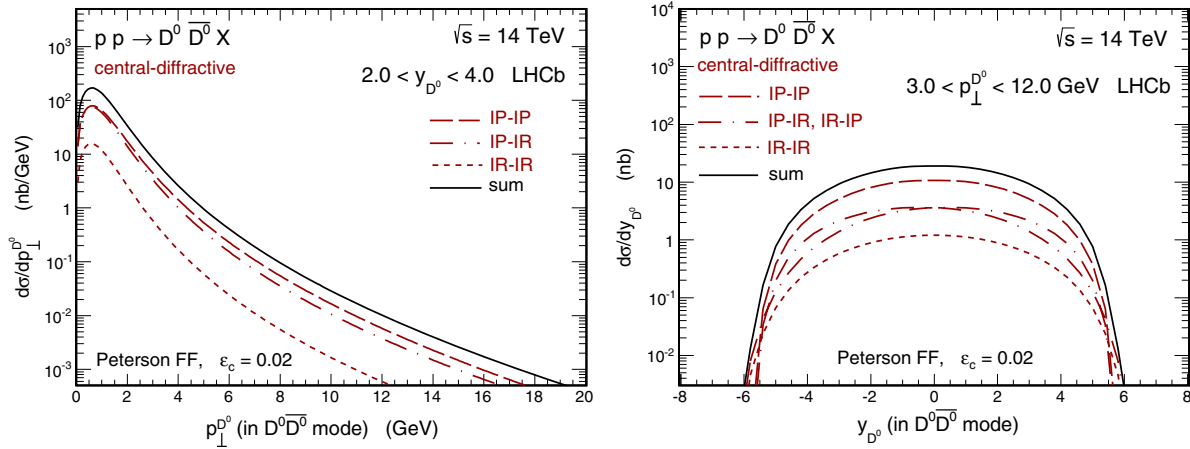 p p → D⁰ D̅⁰ X
√s = 14 TeV
central-diffractive
2.0 < y_D⁰ < 4.0 LHCb
IP-IP
IP-IR
IR-IR
sum
dσ/dp_⊥^D⁰ (nb/GeV)
10³
10²
10
1
10⁻¹
10⁻²
10⁻³
Peterson FF, ε_c = 0.02
0 2 4 6 8 10 12 14 16 18 20
p_⊥^D⁰ (in D⁰D̅⁰ mode) (GeV)
p p → D⁰ D̅⁰ X
√s = 14 TeV
central-diffractive
3.0 < p_⊥^D⁰ < 12.0 GeV LHCb
IP-IP
IP-IR, IR-IP
IR-IR
sum
dσ/dy_D⁰ (nb)
10⁴
10³
10²
10
1
10⁻¹
10⁻²
Peterson FF, ε_c = 0.02
-8 -6 -4 -2 0 2 4 6 8
y_D⁰ (in D⁰D̅⁰ mode)